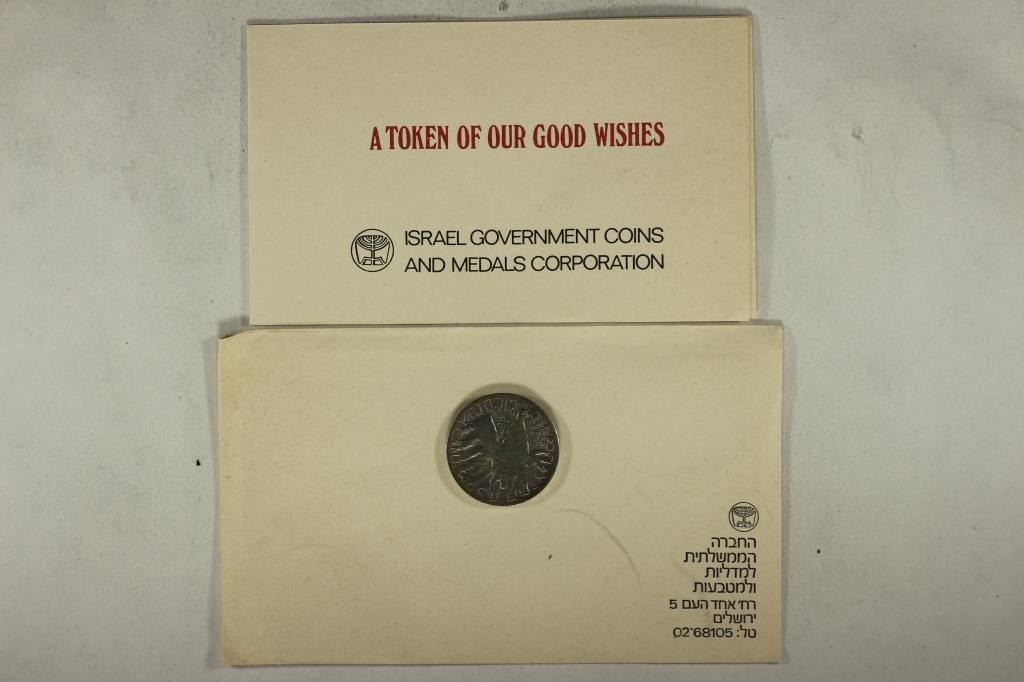 A TOKEN OF OUR GOOD WISHES
ISRAEL GOVERNMENT COINS
AND MEDALS CORPORATION
החברה
הממשלתית
למדליות
ולמטבעות
רח׳ אחד העם 5
ירושלים
טל: 02-68105